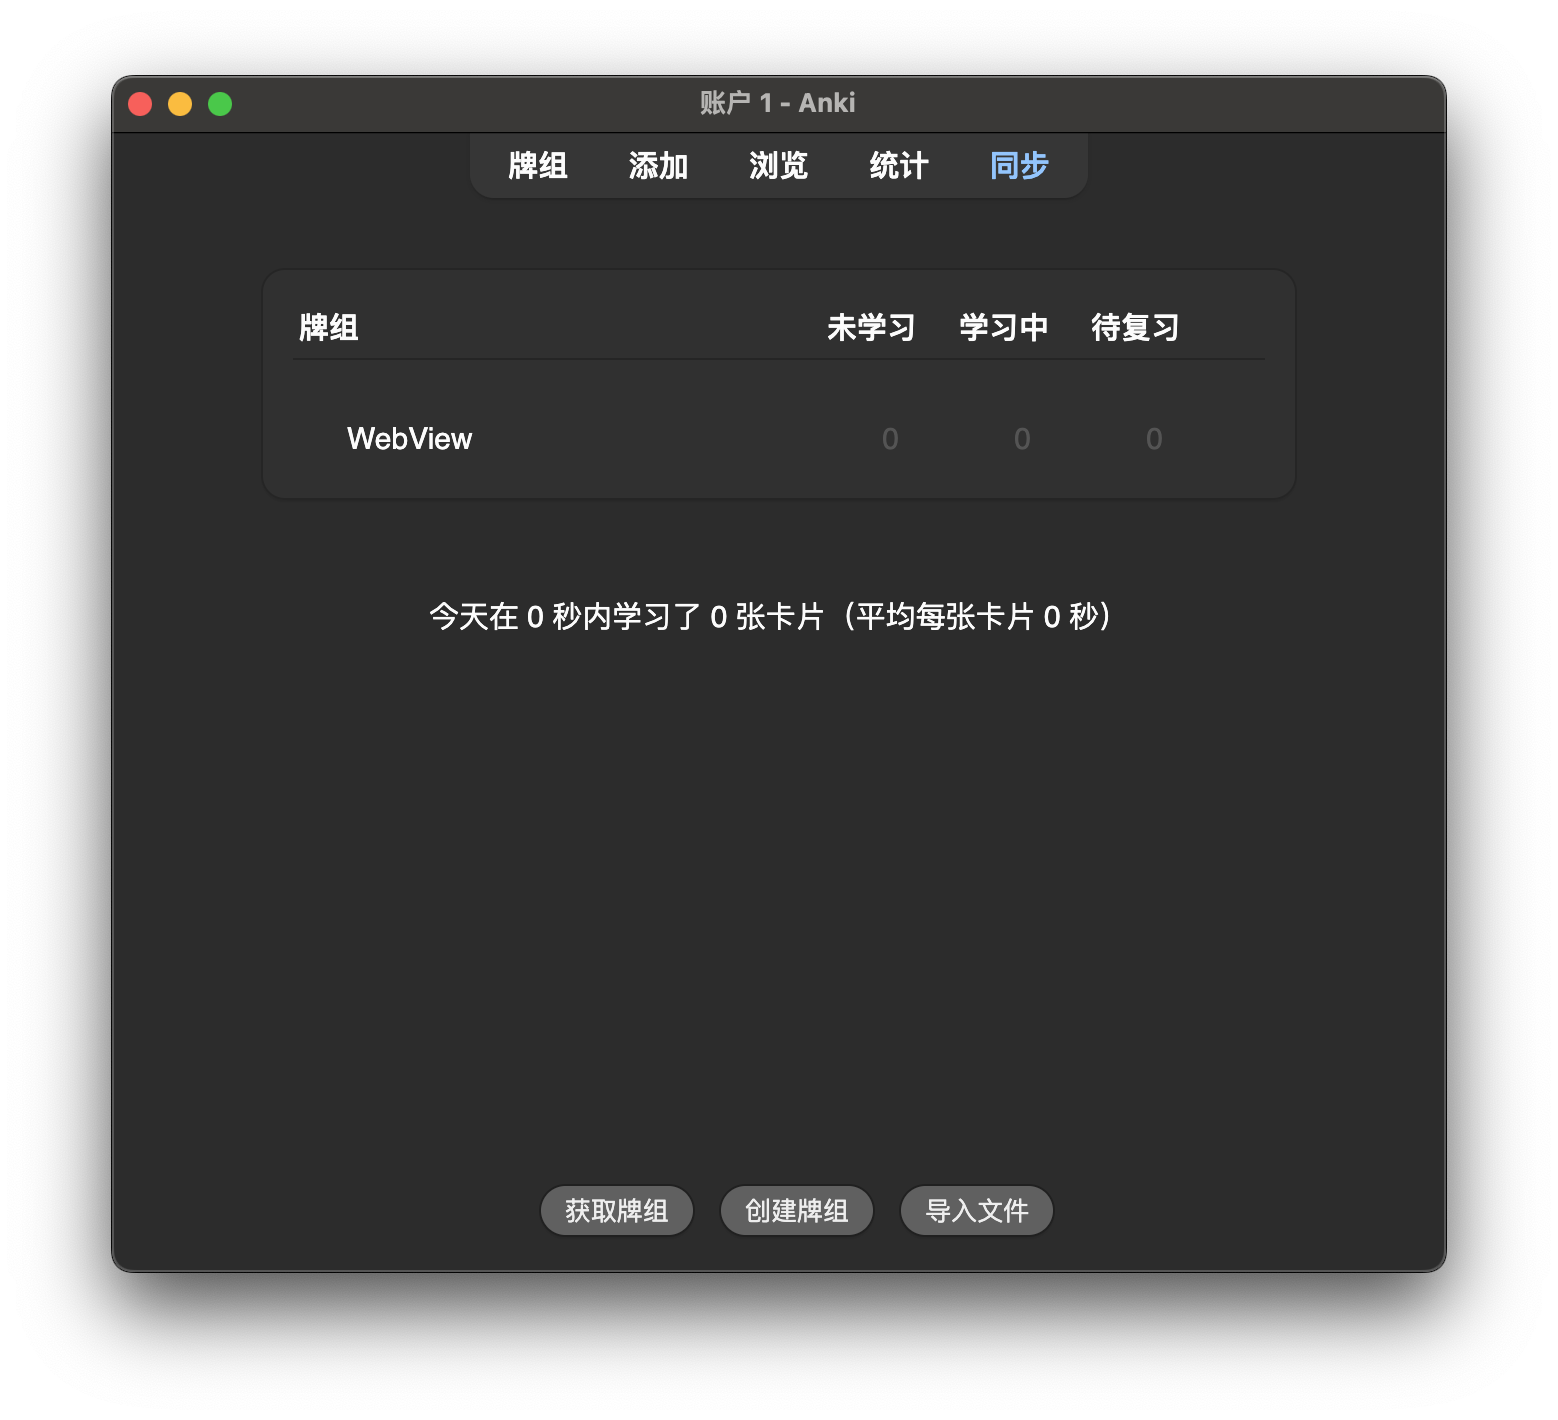 账户 1 - Anki
牌组 添加 浏览 统计 同步
牌组 未学习 学习中 待复习
WebView 0 0 0
今天在 0 秒内学习了 0 张卡片（平均每张卡片 0 秒）
获取牌组 创建牌组 导入文件